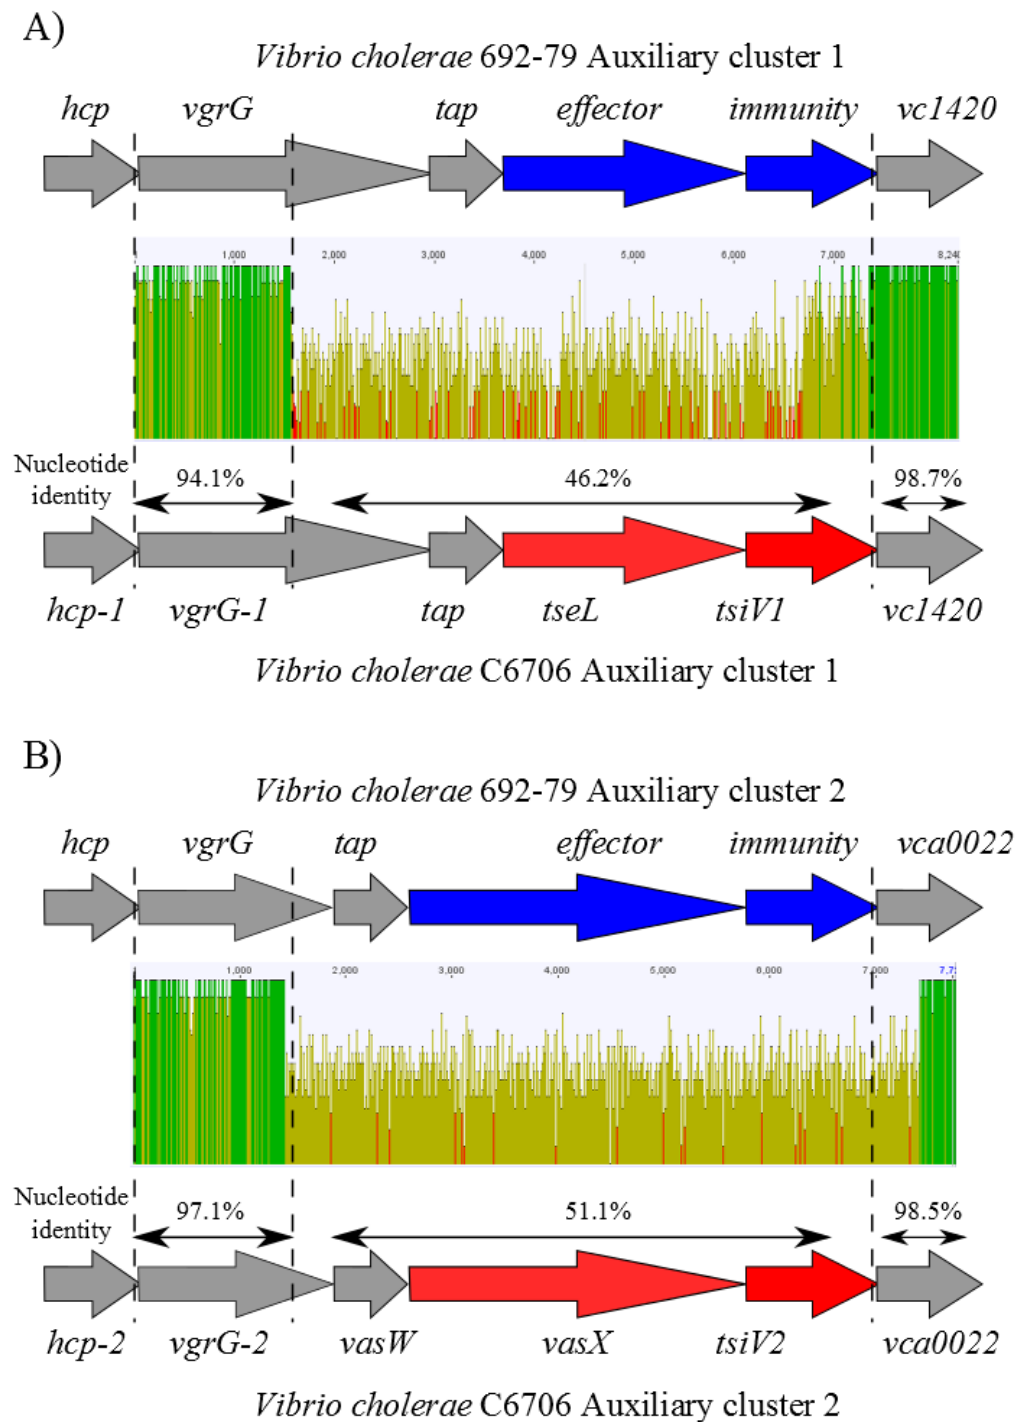 A)
Vibrio cholerae 692-79 Auxiliary cluster 1
hcp vgrG tap effector immunity vc1420
1,000 2,000 3,000 4,000 5,000 6,000 7,000 8,24
Nucleotide identity 94.1% 46.2% 98.7%
hcp-1 vgrG-1 tap tseL tsiV1 vc1420
Vibrio cholerae C6706 Auxiliary cluster 1
B)
Vibrio cholerae 692-79 Auxiliary cluster 2
hcp vgrG tap effector immunity vca0022
1,000 2,000 3,000 4,000 5,000 6,000 7,000 7,7
Nucleotide identity 97.1% 51.1% 98.5%
hcp-2 vgrG-2 vasW vasX tsiV2 vca0022
Vibrio cholerae C6706 Auxiliary cluster 2